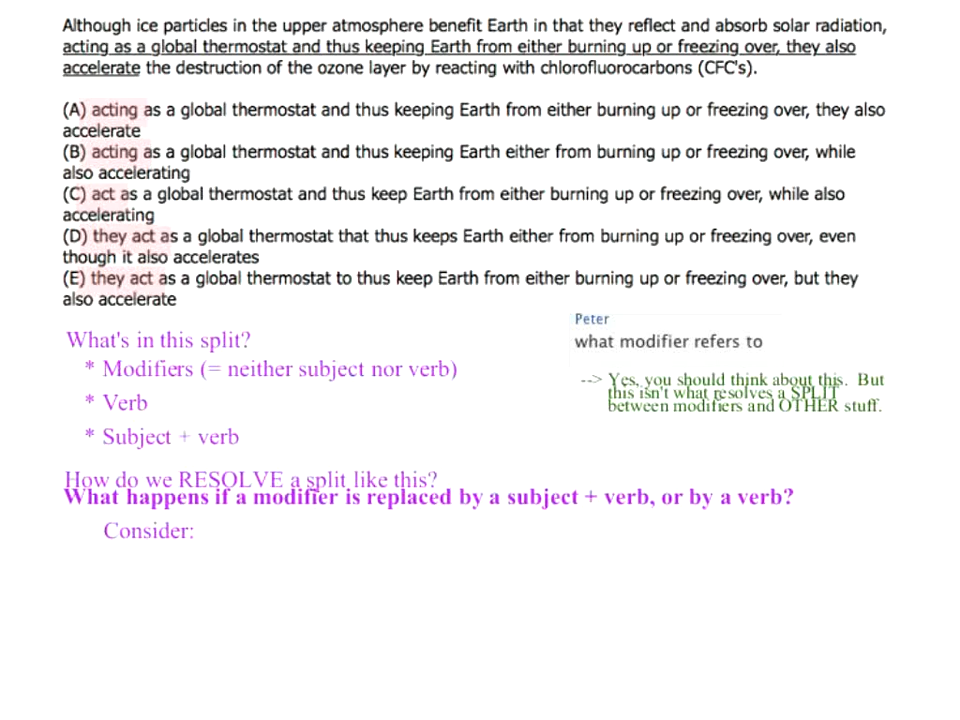 Although ice particles in the upper atmosphere benefit Earth in that they reflect and absorb solar radiation,
acting as a global thermostat and thus keeping Earth from either burning up or freezing over, they also
accelerate the destruction of the ozone layer by reacting with chlorofluorocarbons (CFC's).
(A) acting as a global thermostat and thus keeping Earth from either burning up or freezing over, they also
accelerate
(B) acting as a global thermostat and thus keeping Earth either from burning up or freezing over, while
also accelerating
(C) act as a global thermostat and thus keep Earth from either burning up or freezing over, while also
accelerating
(D) they act as a global thermostat that thus keeps Earth either from burning up or freezing over, even
though it also accelerates
(E) they act as a global thermostat to thus keep Earth from either burning up or freezing over, but they
also accelerate
What's in this split?
* Modifiers (= neither subject nor verb)
* Verb
* Subject + verb
Peter
what modifier refers to
--> Yes, you should think about this. But
this isn't what resolves a SPLIT
between modifiers and OTHER stuff.
How do we RESOLVE a split like this?
What happens if a modifier is replaced by a subject + verb, or by a verb?
Consider: